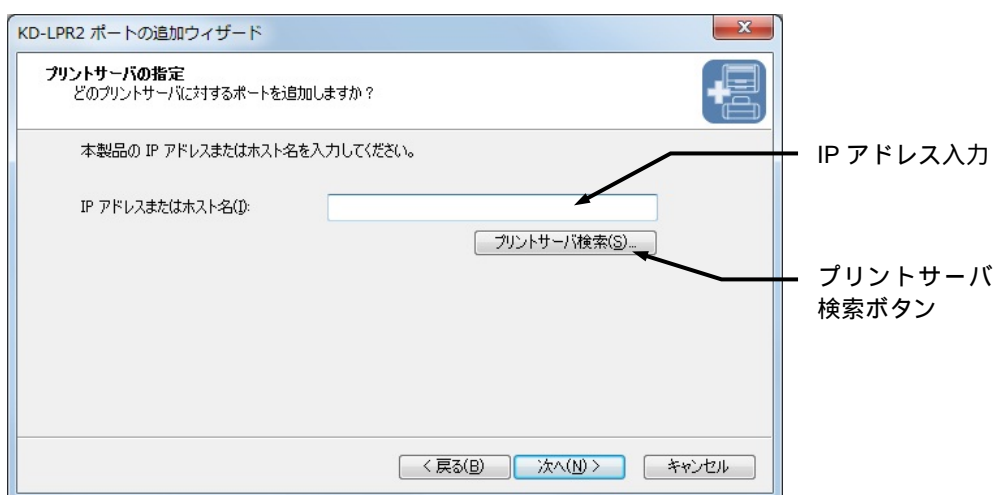 KD-LPR2 ポートの追加ウィザード
プリントサーバの指定
どのプリントサーバに対するポートを追加しますか？
本製品の IP アドレスまたはホスト名を入力してください。
IP アドレス入力
IP アドレスまたはホスト名(I):
プリントサーバ検索(S)...
プリントサーバ
検索ボタン
< 戻る(B)
次へ(N) >
キャンセル